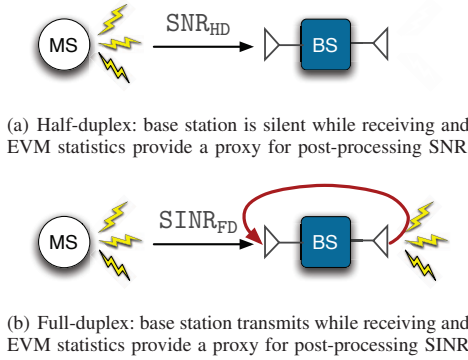 MS
SNR_HD
BS
(a) Half-duplex: base station is silent while receiving and
EVM statistics provide a proxy for post-processing SNR
MS
SINR_FD
BS
(b) Full-duplex: base station transmits while receiving and
EVM statistics provide a proxy for post-processing SINR